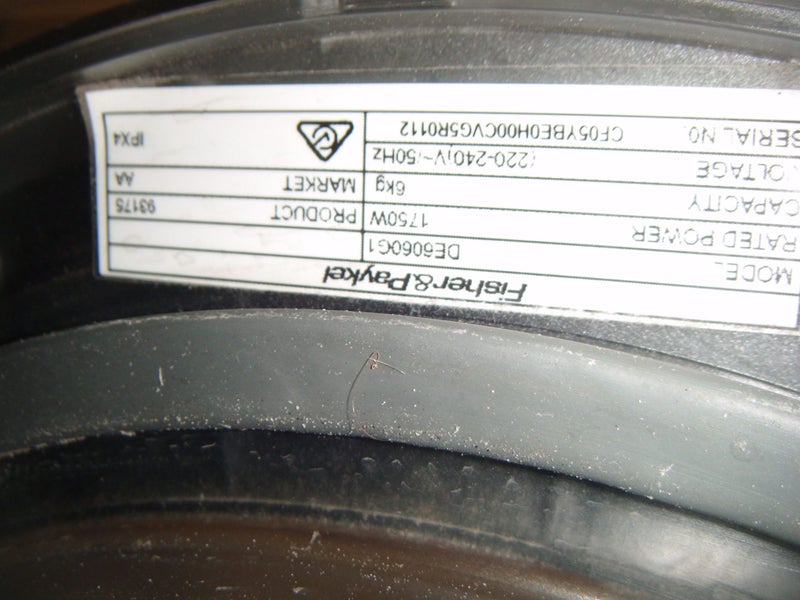 Fisher&Paykel
MODEL DE6060G1
RATED POWER 1750W PRODUCT 93175
CAPACITY 6kg MARKET AA
VOLTAGE (220-240)V~/50Hz
SERIAL NO. CF05YBE0H00CVG5R0112 IPX4